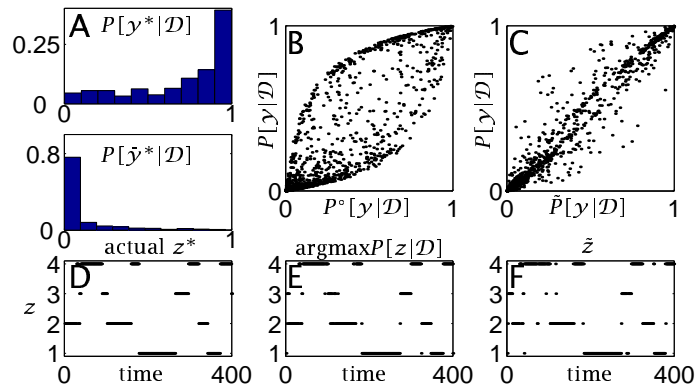 A
P[y*|D]
0.25
0
1
P[ȳ*|D]
0.8
0
0
1
B
P[y|D]
1
0
0
P°[y|D]
1
C
P[y|D]
1
0
0
P̃[y|D]
1
actual z*
D
z
4
3
2
1
0
time
400
argmaxP[z|D]
E
4
3
2
1
0
time
400
z̃
F
4
3
2
1
0
time
400